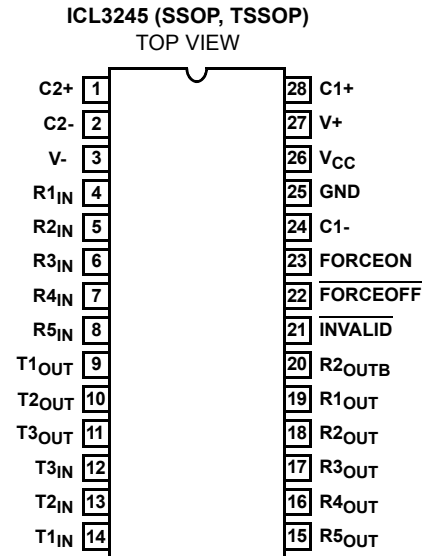 ICL3245 (SSOP, TSSOP)
TOP VIEW
C2+ 1 28 C1+
C2- 2 27 V+
V- 3 26 VCC
R1IN 4 25 GND
R2IN 5 24 C1-
R3IN 6 23 FORCEON
R4IN 7 22 FORCEOFF
R5IN 8 21 INVALID
T1OUT 9 20 R2OUTB
T2OUT 10 19 R1OUT
T3OUT 11 18 R2OUT
T3IN 12 17 R3OUT
T2IN 13 16 R4OUT
T1IN 14 15 R5OUT